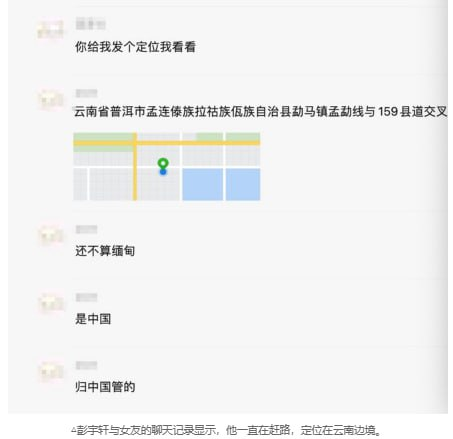 你给我发个定位我看看
云南省普洱市孟连傣族拉祜族佤族自治县勐马镇孟勐线与159县道交叉
还不算缅甸
是中国
归中国管的
△彭宇轩与女友的聊天记录显示，他一直在赶路，定位在云南边境。